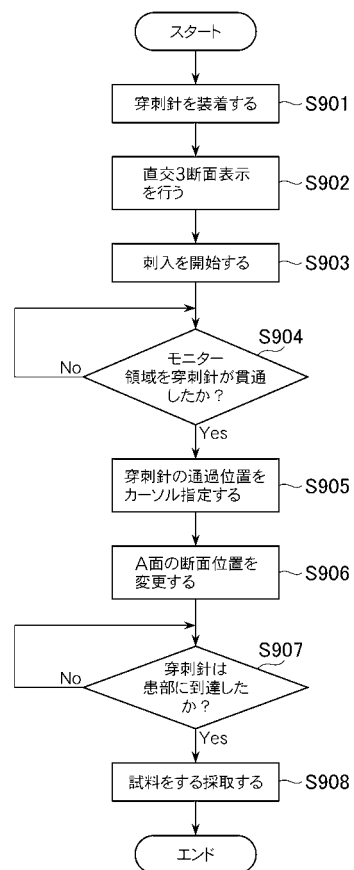 スタート
穿刺針を装着する
S901
直交3断面表示
を行う
S902
刺入を開始する
S903
S904
モニター
領域を穿刺針が貫通
したか？
No
Yes
穿刺針の通過位置を
カーソル指定する
S905
A面の断面位置を
変更する
S906
S907
穿刺針は
患部に到達した
か？
No
Yes
試料をする採取する
S908
エンド